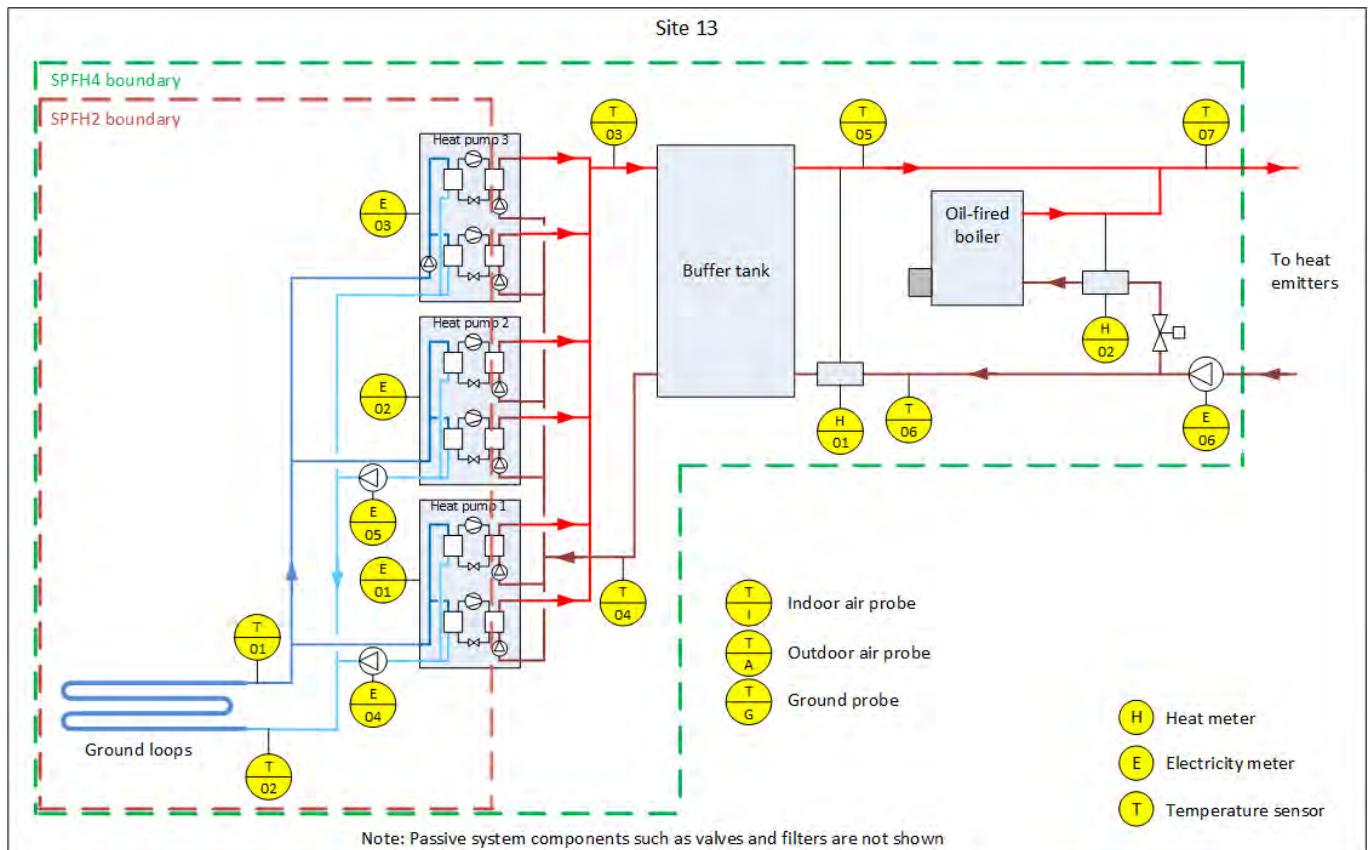 Site 13
SPFH4 boundary
SPFH2 boundary
Heat pump 3
T
03
T
05
T
07
E
03
Oil-fired
boiler
Buffer tank
To heat
emitters
Heat pump 2
H
02
E
02
H
01
T
06
E
06
Heat pump 1
E
05
E
01
T
04
T
I
Indoor air probe
T
01
T
A
Outdoor air probe
E
04
T
G
Ground probe
H
Heat meter
Ground loops
T
02
E
Electricity meter
T
Temperature sensor
Note: Passive system components such as valves and filters are not shown